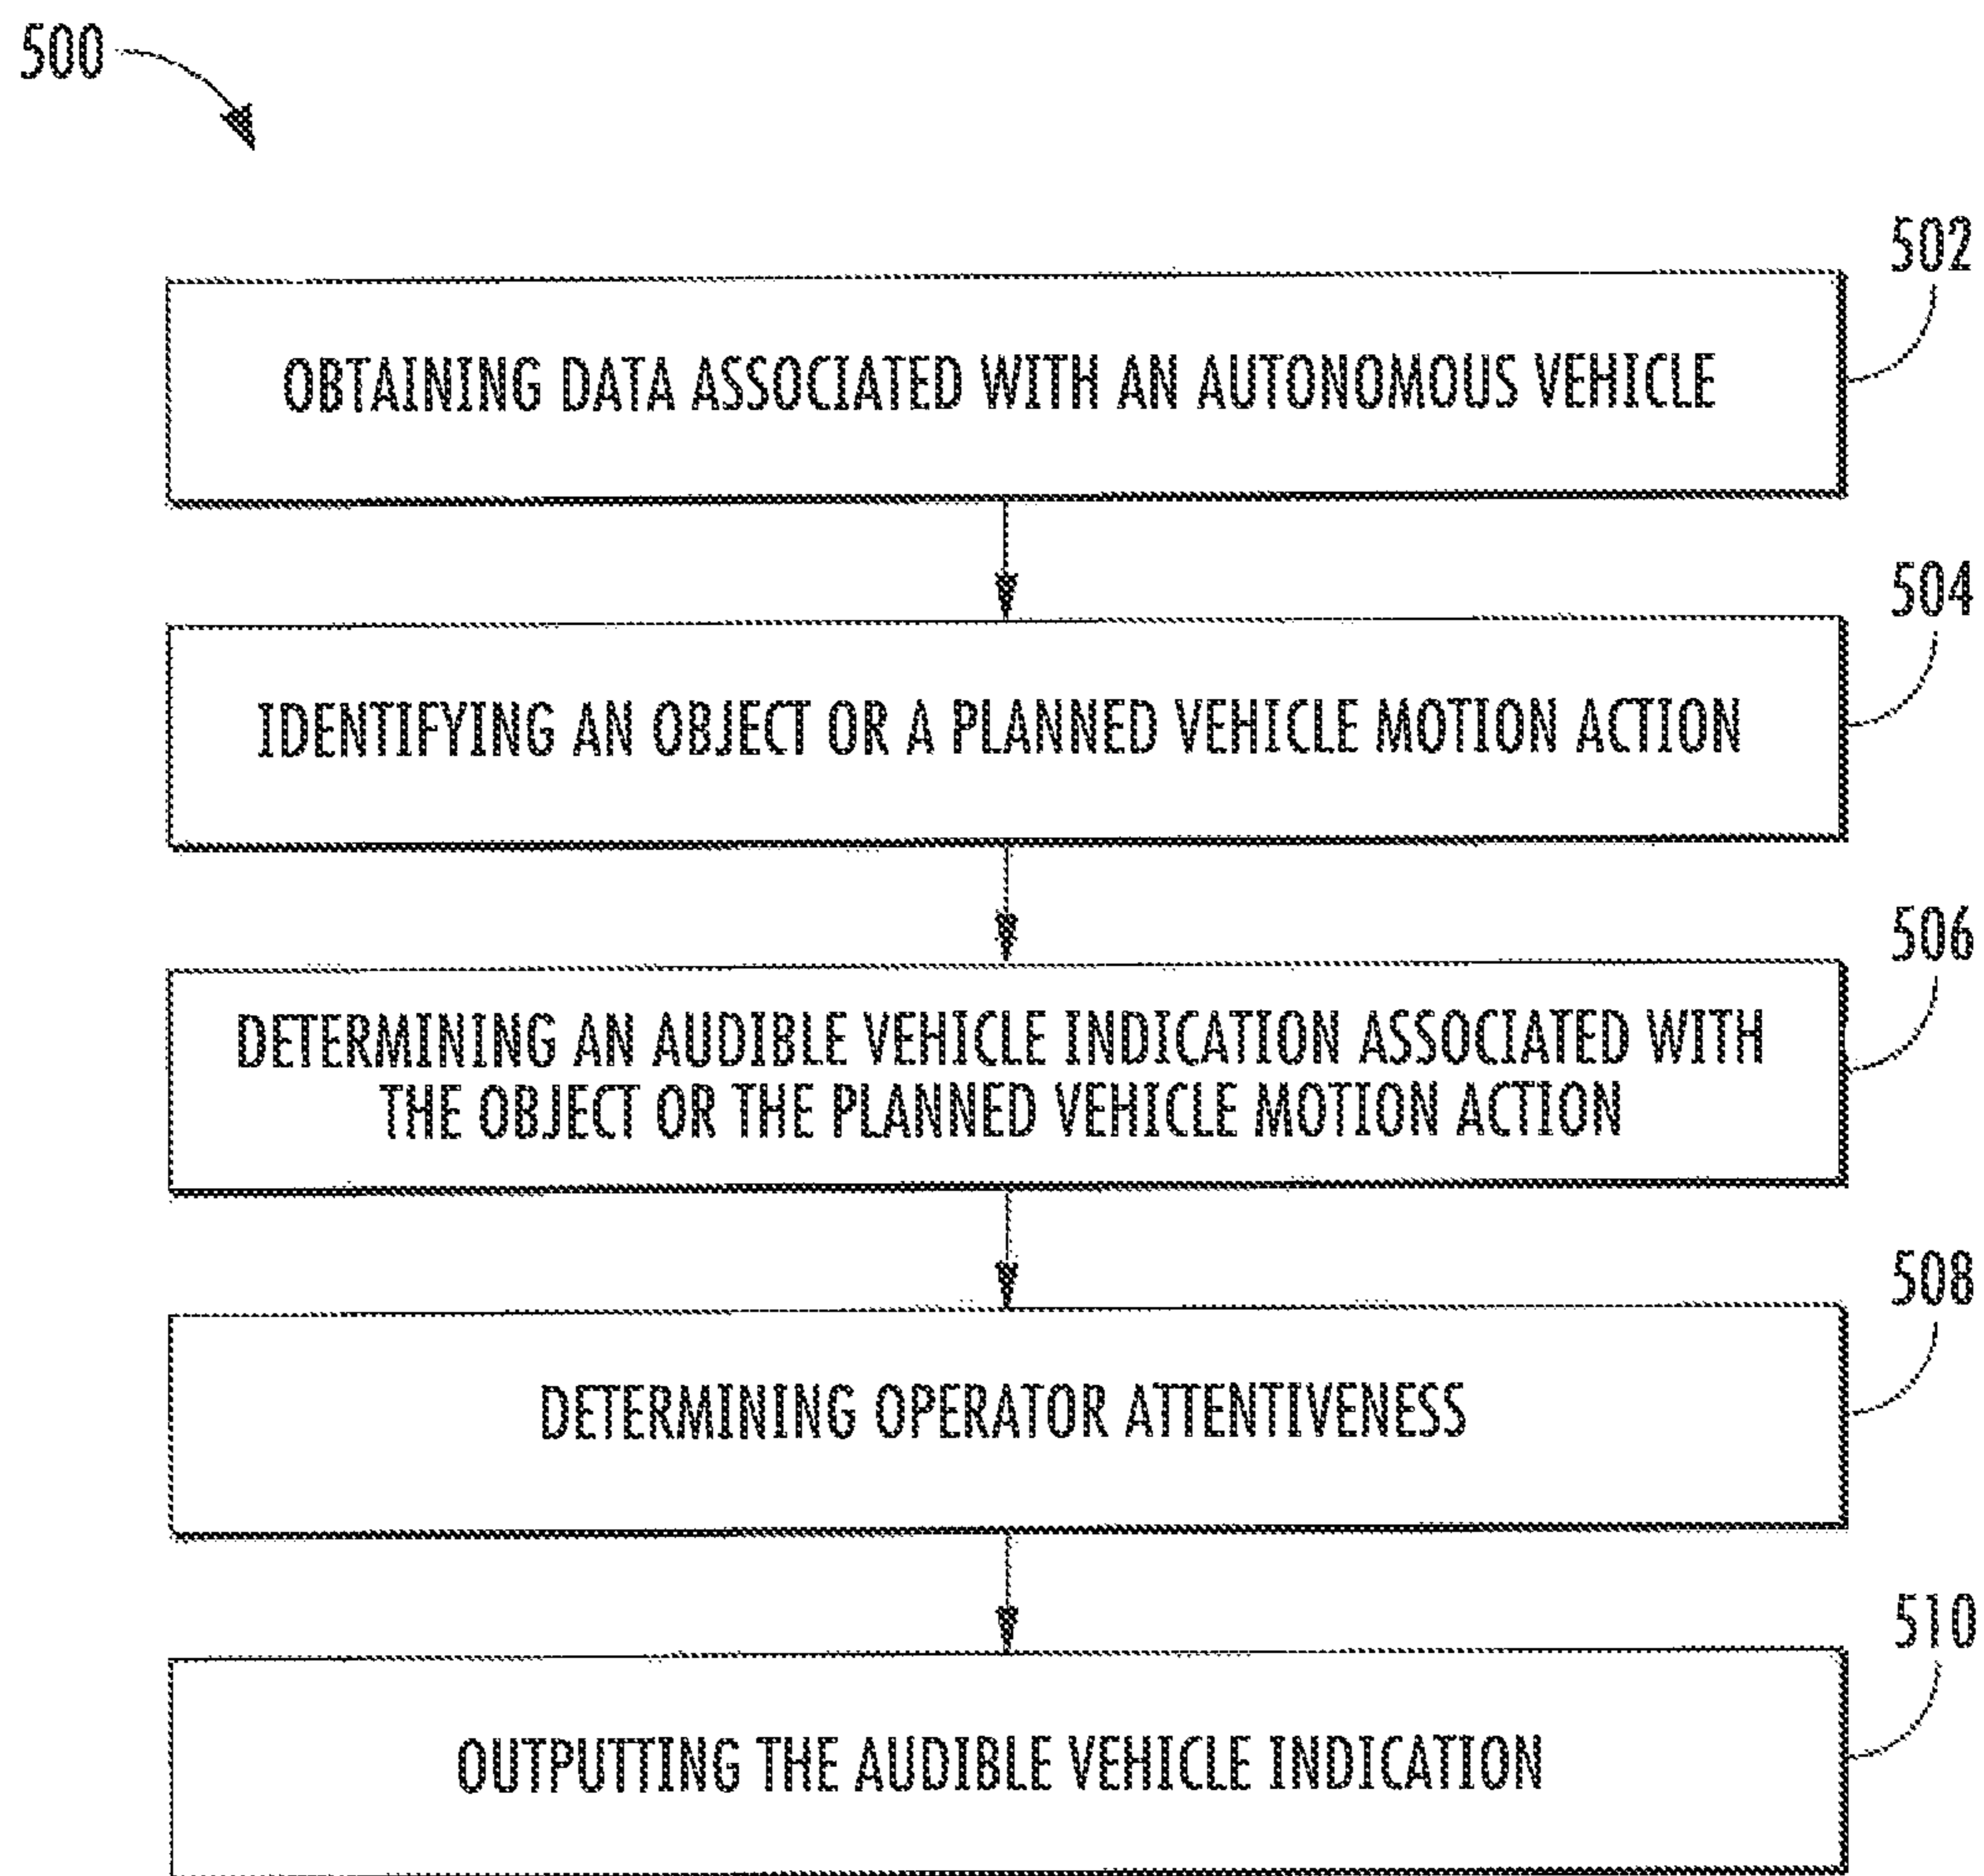 500
502
OBTAINING DATA ASSOCIATED WITH AN AUTONOMOUS VEHICLE
504
IDENTIFYING AN OBJECT OR A PLANNED VEHICLE MOTION ACTION
506
DETERMINING AN AUDIBLE VEHICLE INDICATION ASSOCIATED WITH
THE OBJECT OR THE PLANNED VEHICLE MOTION ACTION
508
DETERMINING OPERATOR ATTENTIVENESS
510
OUTPUTTING THE AUDIBLE VEHICLE INDICATION